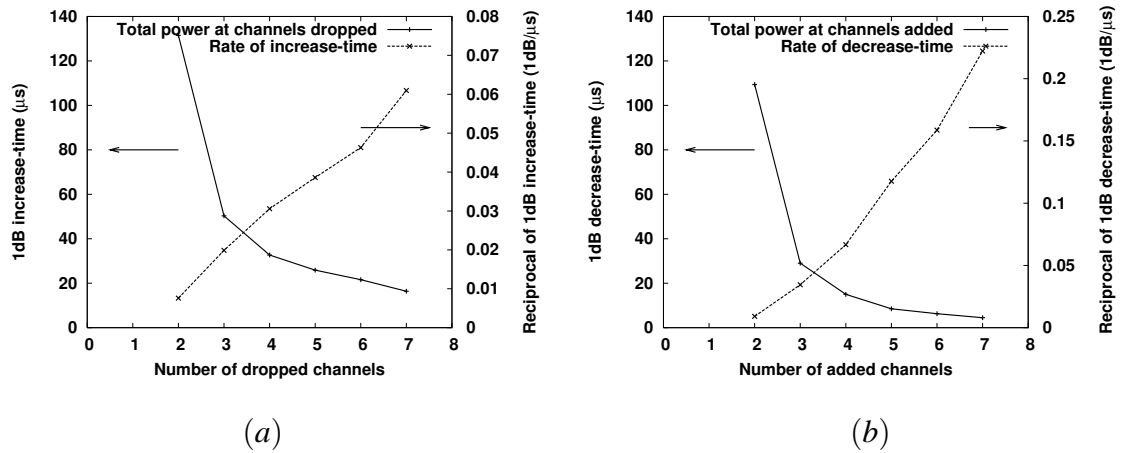 Total power at channels dropped
Rate of increase-time
1dB increase-time (μs)
140
120
100
80
60
40
20
0
Reciprocal of 1dB increase-time (1dB/μs)
0.08
0.07
0.06
0.05
0.04
0.03
0.02
0.01
0
0 1 2 3 4 5 6 7 8
Number of dropped channels
(a)
Total power at channels added
Rate of decrease-time
1dB decrease-time (μs)
140
120
100
80
60
40
20
0
Reciprocal of 1dB decrease-time (1dB/μs)
0.25
0.2
0.15
0.1
0.05
0
0 1 2 3 4 5 6 7 8
Number of added channels
(b)